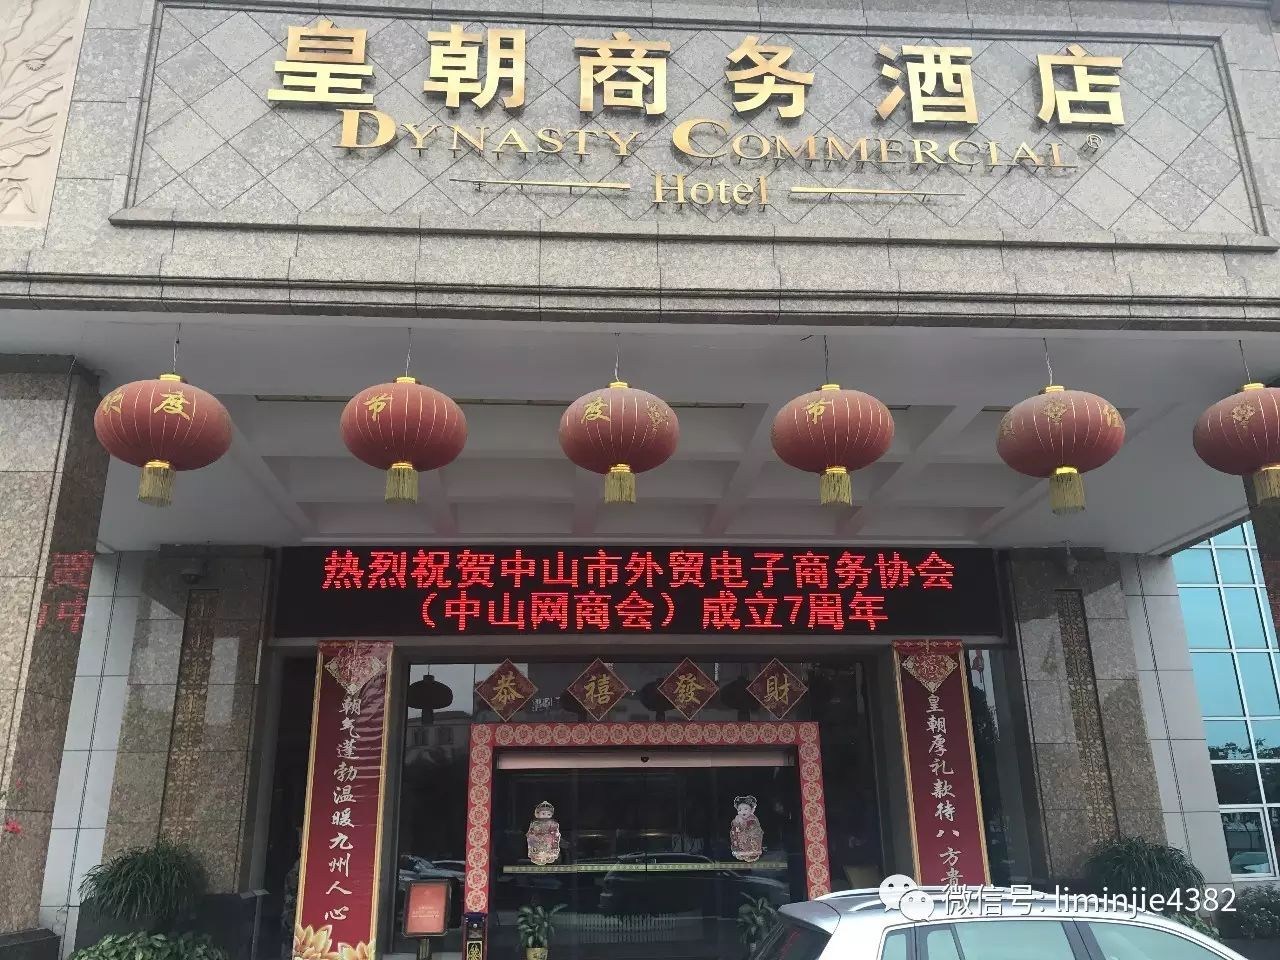 皇朝商务酒店
DYNASTY COMMERCIAL®
Hotel
度
节
度
节
热烈祝贺中山市外贸电子商务协会
（中山网商会）成立7周年
恭禧發財
朝气蓬勃温暖九州人心
皇朝厚礼款待八方贵
微信号: liminjie4382